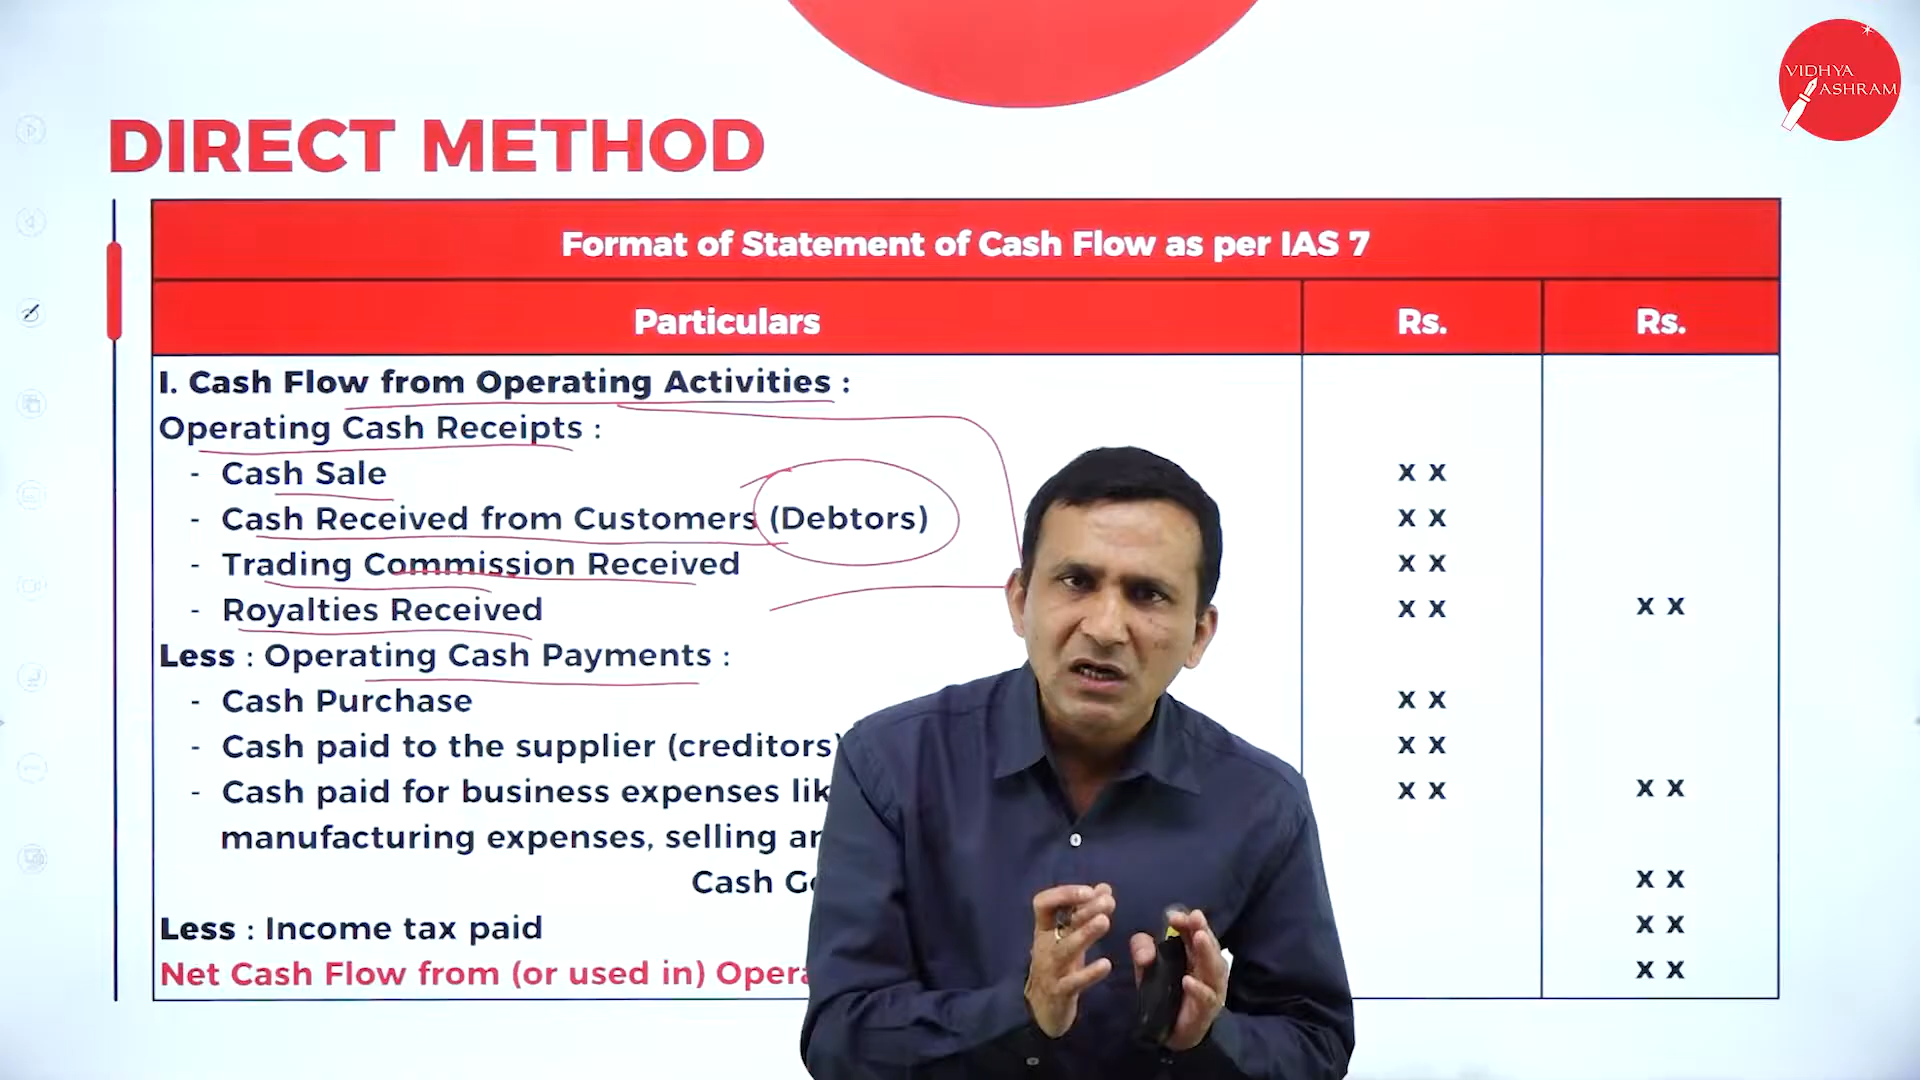 VIDHYA
ASHRAM
DIRECT METHOD
Format of Statement of Cash Flow as per IAS 7
Particulars Rs. Rs.
I. Cash Flow from Operating Activities :
Operating Cash Receipts :
- Cash Sale x x
- Cash Received from Customers (Debtors) x x
- Trading Commission Received x x
- Royalties Received x x x x
Less : Operating Cash Payments :
- Cash Purchase x x
- Cash paid to the supplier (creditors) x x
- Cash paid for business expenses x x x x
manufacturing expenses, selling
Cash x x
Less : Income tax paid x x
Net Cash Flow from (or used in) x x